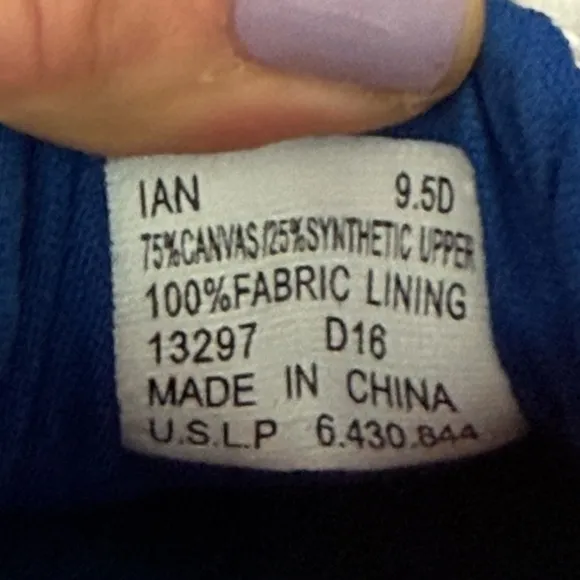 IAN 9.5D
75%CANVAS/25%SYNTHETIC UPPER
100%FABRIC LINING
13297 D16
MADE IN CHINA
U.S.L.P 6.430.844